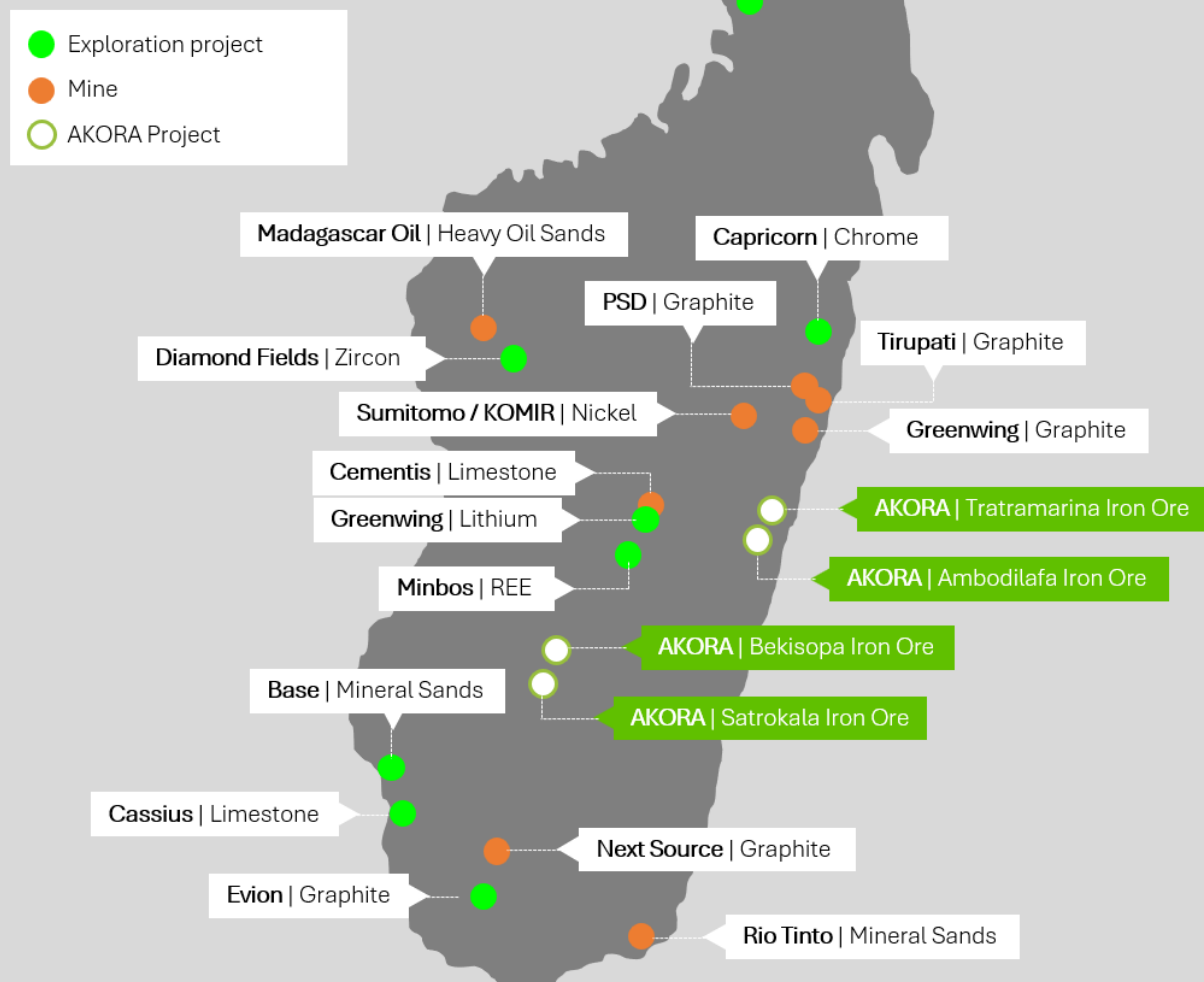 Exploration project
Mine
AKORA Project
Madagascar Oil | Heavy Oil Sands
Capricorn | Chrome
PSD | Graphite
Tirupati | Graphite
Diamond Fields | Zircon
Sumitomo / KOMIR | Nickel
Greenwing | Graphite
Cementis | Limestone
Greenwing | Lithium
AKORA | Tratramarina Iron Ore
Minbos | REE
AKORA | Ambodilafa Iron Ore
AKORA | Bekisopa Iron Ore
Base | Mineral Sands
AKORA | Satrokala Iron Ore
Cassius | Limestone
Next Source | Graphite
Evion | Graphite
Rio Tinto | Mineral Sands